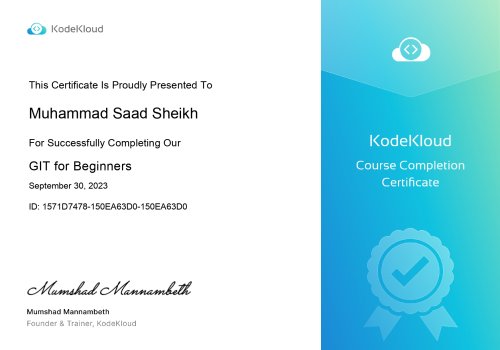 KodeKloud
This Certificate Is Proudly Presented To
Muhammad Saad Sheikh
For Successfully Completing Our
GIT for Beginners
September 30, 2023
ID: 1571D7478-150EA63D0-150EA63D0
Mumshad Mannambeth
Mumshad Mannambeth
Founder & Trainer, KodeKloud
KodeKloud
Course Completion
Certificate